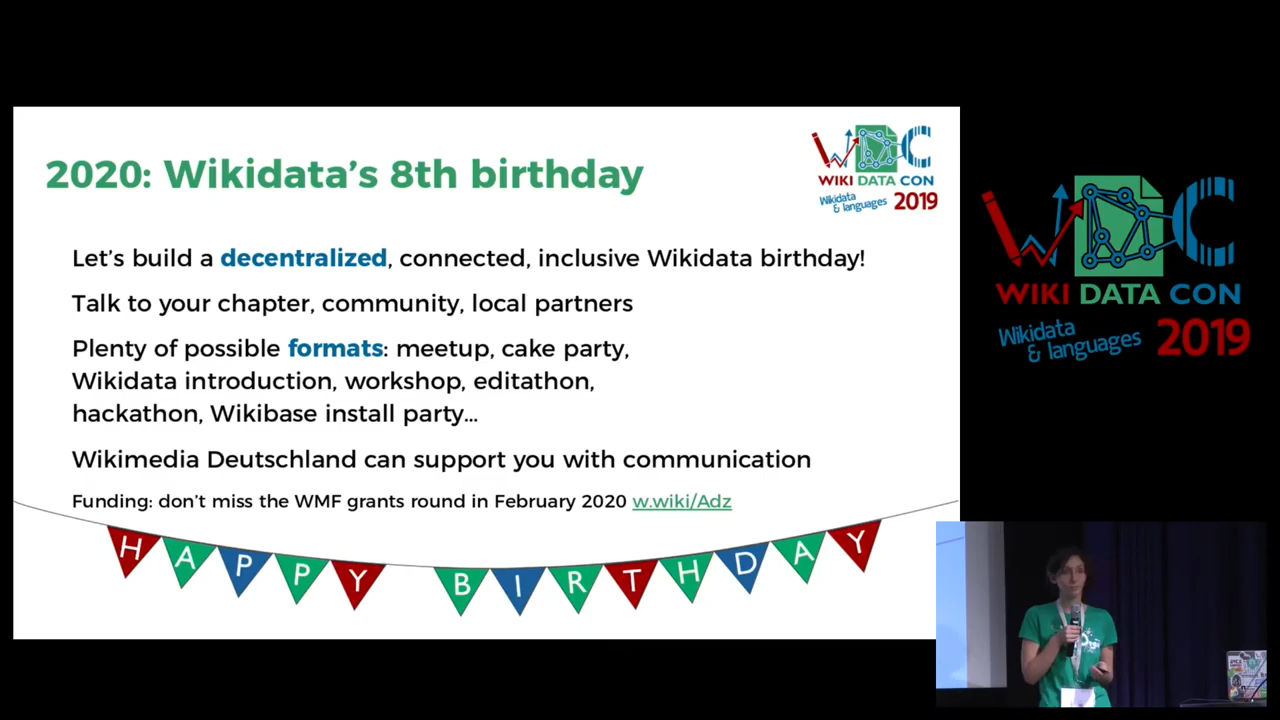 2020: Wikidata's 8th birthday
WIKI DATA CON
Wikidata
& languages 2019
Let's build a decentralized, connected, inclusive Wikidata birthday!
Talk to your chapter, community, local partners
Plenty of possible formats: meetup, cake party,
Wikidata introduction, workshop, editathon,
hackathon, Wikibase install party...
Wikimedia Deutschland can support you with communication
Funding: don't miss the WMF grants round in February 2020 w.wiki/Adz
HAPPY BIRTHDAY
WIKI DATA CON
Wikidata
& languages 2019